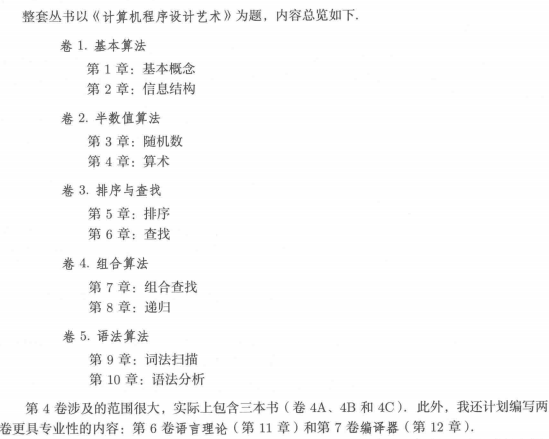 整套丛书以《计算机程序设计艺术》为题，内容总览如下.
卷 1. 基本算法
第 1 章：基本概念
第 2 章：信息结构
卷 2. 半数值算法
第 3 章：随机数
第 4 章：算术
卷 3. 排序与查找
第 5 章：排序
第 6 章：查找
卷 4. 组合算法
第 7 章：组合查找
第 8 章：递归
卷 5. 语法算法
第 9 章：词法扫描
第 10 章：语法分析
第 4 卷涉及的范围很大，实际上包含三本书（卷 4A、4B 和 4C）. 此外，我还计划编写两
卷更具专业性的内容：第 6 卷语言理论（第 11 章）和第 7 卷编译器（第 12 章）.